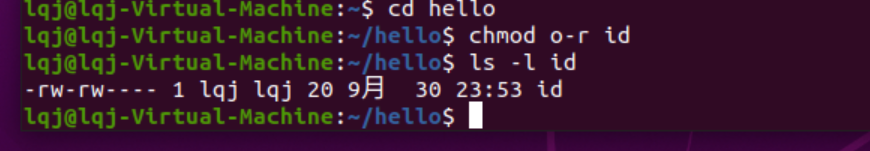 lqj@lqj-Virtual-Machine:~$ cd hello
lqj@lqj-Virtual-Machine:~/hello$ chmod o-r id
lqj@lqj-Virtual-Machine:~/hello$ ls -l id
-rw-rw---- 1 lqj lqj 20 9月  30 23:53 id
lqj@lqj-Virtual-Machine:~/hello$